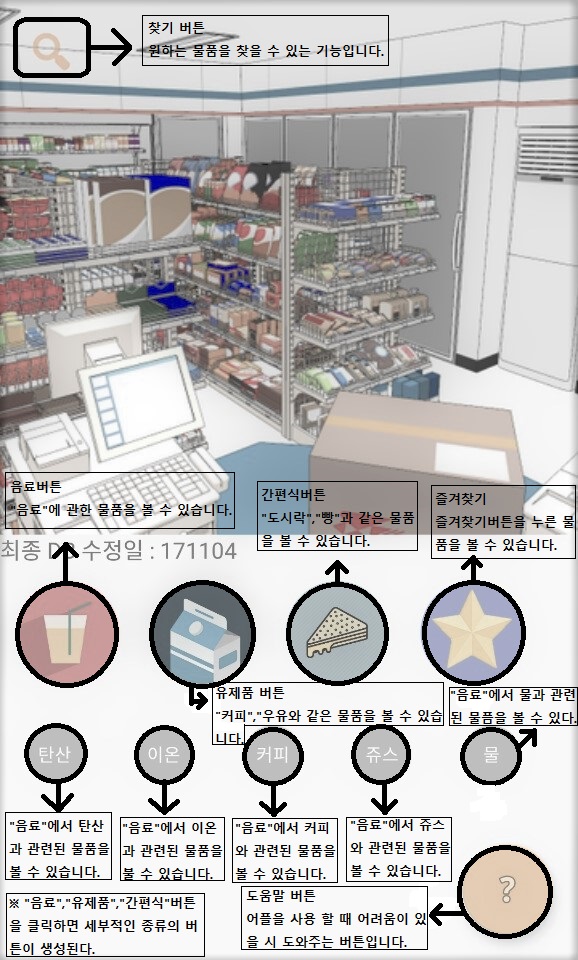 찾기 버튼
원하는 물품을 찾을 수 있는 기능입니다.
음료버튼
"음료"에 관한 물품을 볼 수 있습니다.
간편식버튼
"도시락","빵"과 같은 물품
을 볼 수 있습니다.
즐겨찾기
즐겨찾기버튼을 누른 물
품을 볼 수 있습니다.
최종 DB 수정일 : 171104
유제품 버튼
"커피","우유와 같은 물품을 볼 수 있습
니다.
"음료"에서 물과 관련
된 물픔을 볼 수 있다.
탄산
이온
커피
쥬스
물
"음료"에서 탄산
과 관련된 물품을
볼 수 있습니다.
"음료"에서 이온
과 관련된 물품을
볼 수 있습니다.
"음료"에서 커피
와 관련된 물품을
볼 수 있습니다.
"음료"에서 쥬스
와 관련된 물품을
볼 수 있습니다.
?
※ "음료","유제품","간편식"버튼
을 클릭하면 세부적인 종류의 버
튼이 생성된다.
도움말 버튼
어플을 사용 할 때 어려움이 있
을 시 도와주는 버튼입니다.